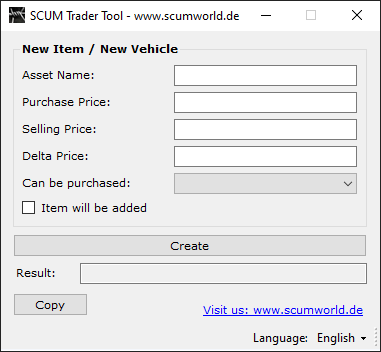 SCUM Trader Tool - www.scumworld.de
New Item / New Vehicle
Asset Name:
Purchase Price:
Selling Price:
Delta Price:
Can be purchased:
Item will be added
Create
Result:
Copy
Visit us: www.scumworld.de
Language: English